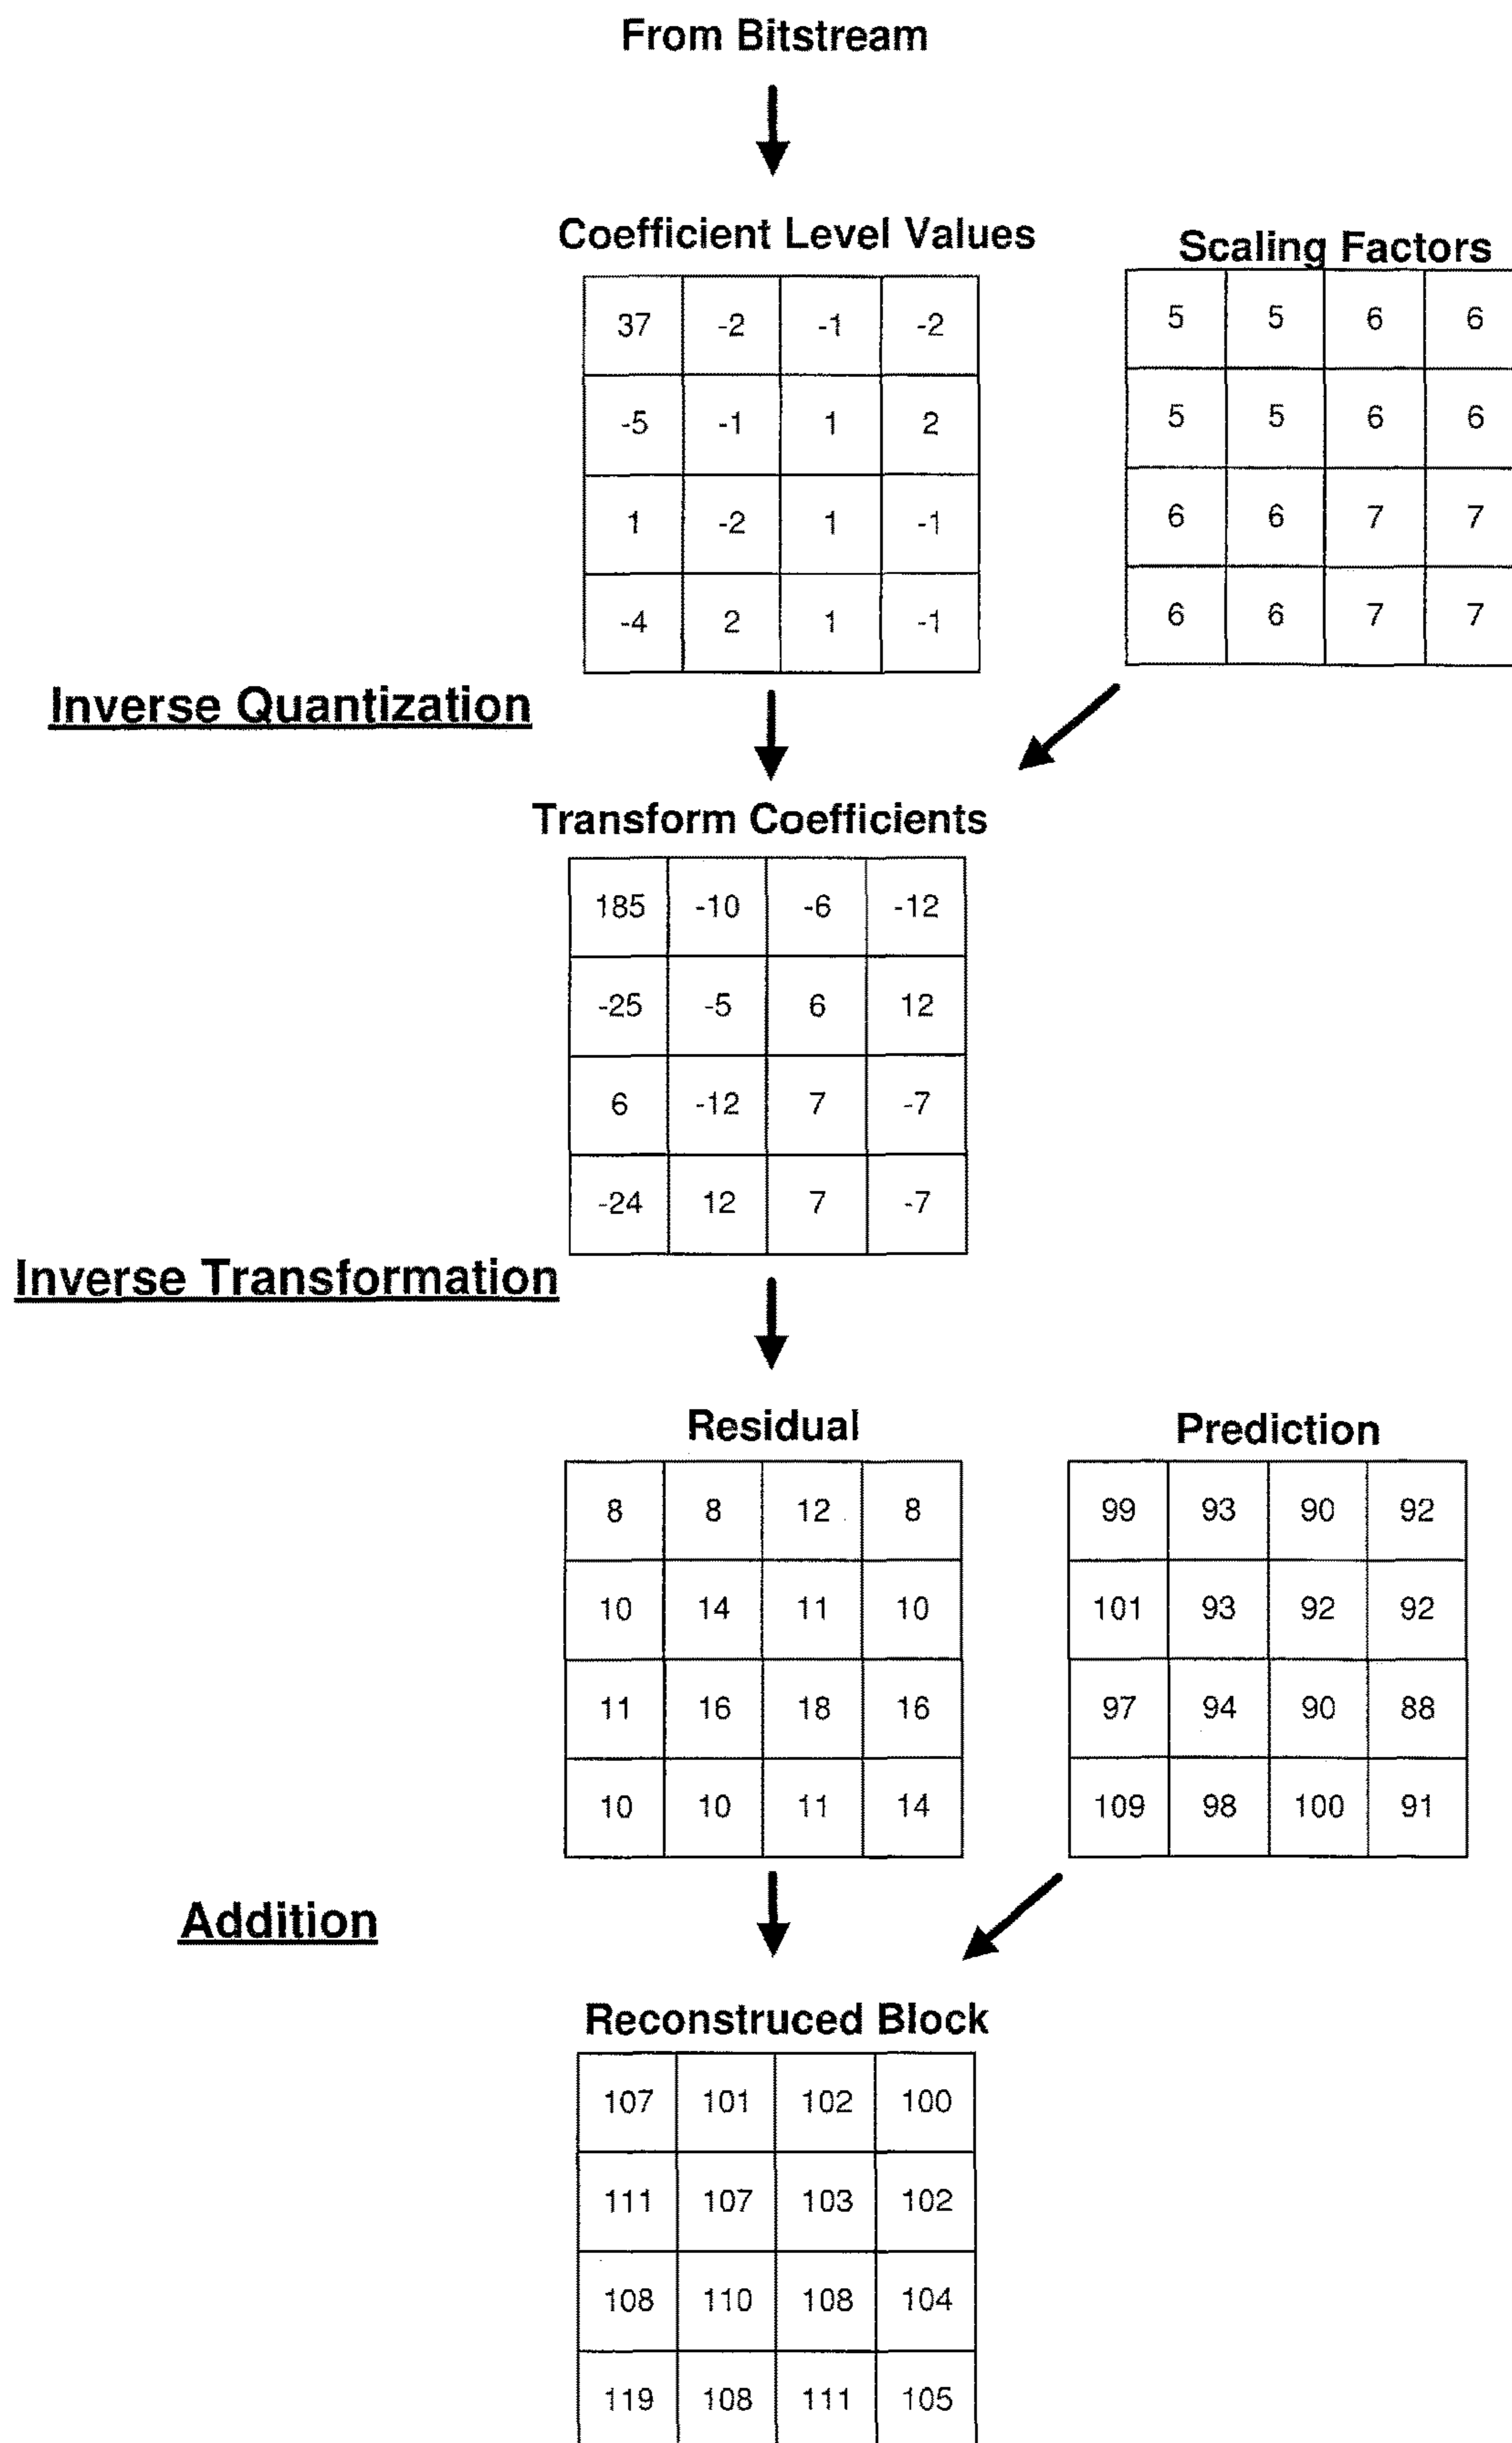 From Bitstream
Coefficient Level Values
Scaling Factors
37 -2 -1 -2
-5 -1 1 2
1 -2 1 -1
-4 2 1 -1
5 5 6 6
5 5 6 6
6 6 7 7
6 6 7 7
Inverse Quantization
Transform Coefficients
185 -10 -6 -12
-25 -5 6 12
6 -12 7 -7
-24 12 7 -7
Inverse Transformation
Residual
Prediction
8 8 12 8
10 14 11 10
11 16 18 16
10 10 11 14
99 93 90 92
101 93 92 92
97 94 90 88
109 98 100 91
Addition
Reconstruced Block
107 101 102 100
111 107 103 102
108 110 108 104
119 108 111 105